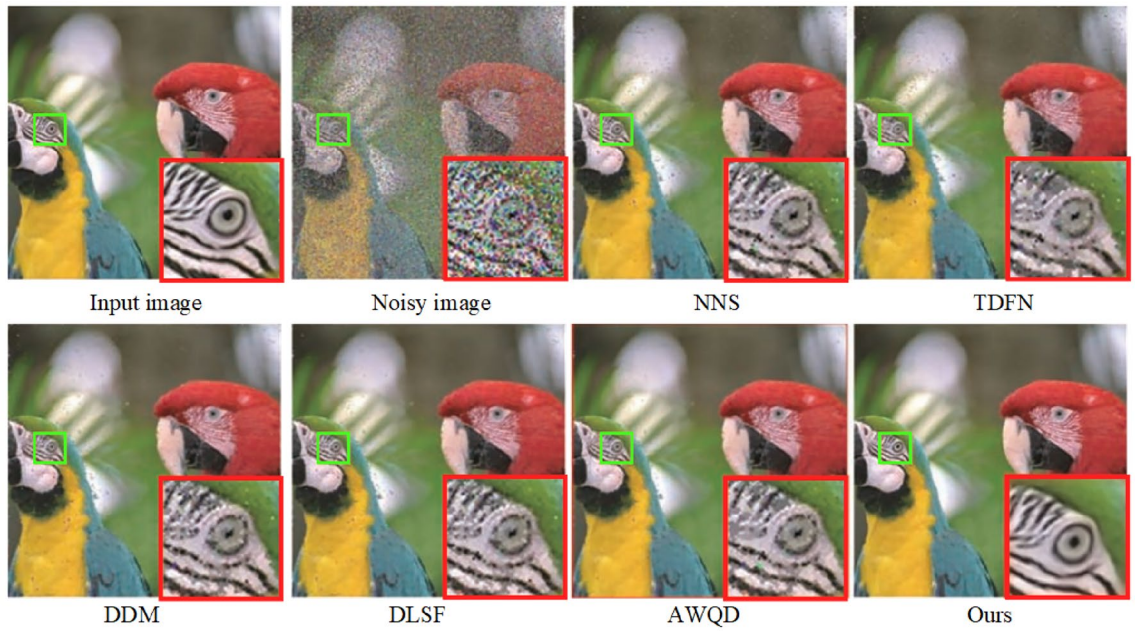 Input image
Noisy image
NNS
TDFN
DDM
DLSF
AWQD
Ours